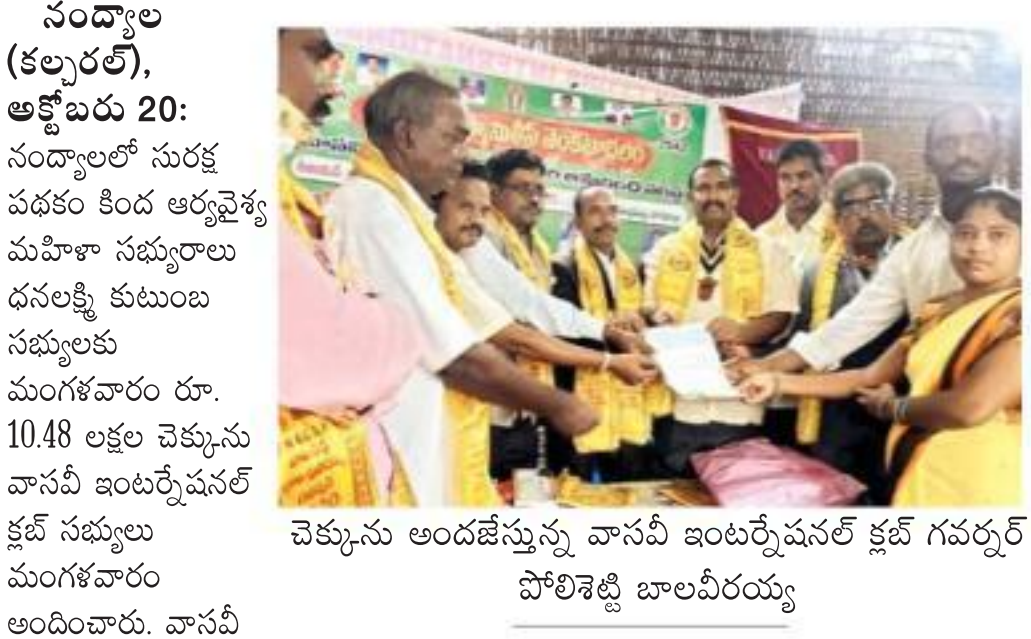 నంద్యాల
(కల్చరల్),
అక్టోబరు 20:
నంద్యాలలో సురక్ష
పథకం కింద ఆర్యవైశ్య
మహిళా సభ్యురాలు
ధనలక్ష్మి కుటుంబ
సభ్యులకు
మంగళవారం రూ.
10.48 లక్షల చెక్కును
వాసవీ ఇంటర్నేషనల్
క్లబ్ సభ్యులు
మంగళవారం
అందించారు. వాసవీ
చెక్కును అందజేస్తున్న వాసవీ ఇంటర్నేషనల్ క్లబ్ గవర్నర్
పోలిశెట్టి బాలవీరయ్య